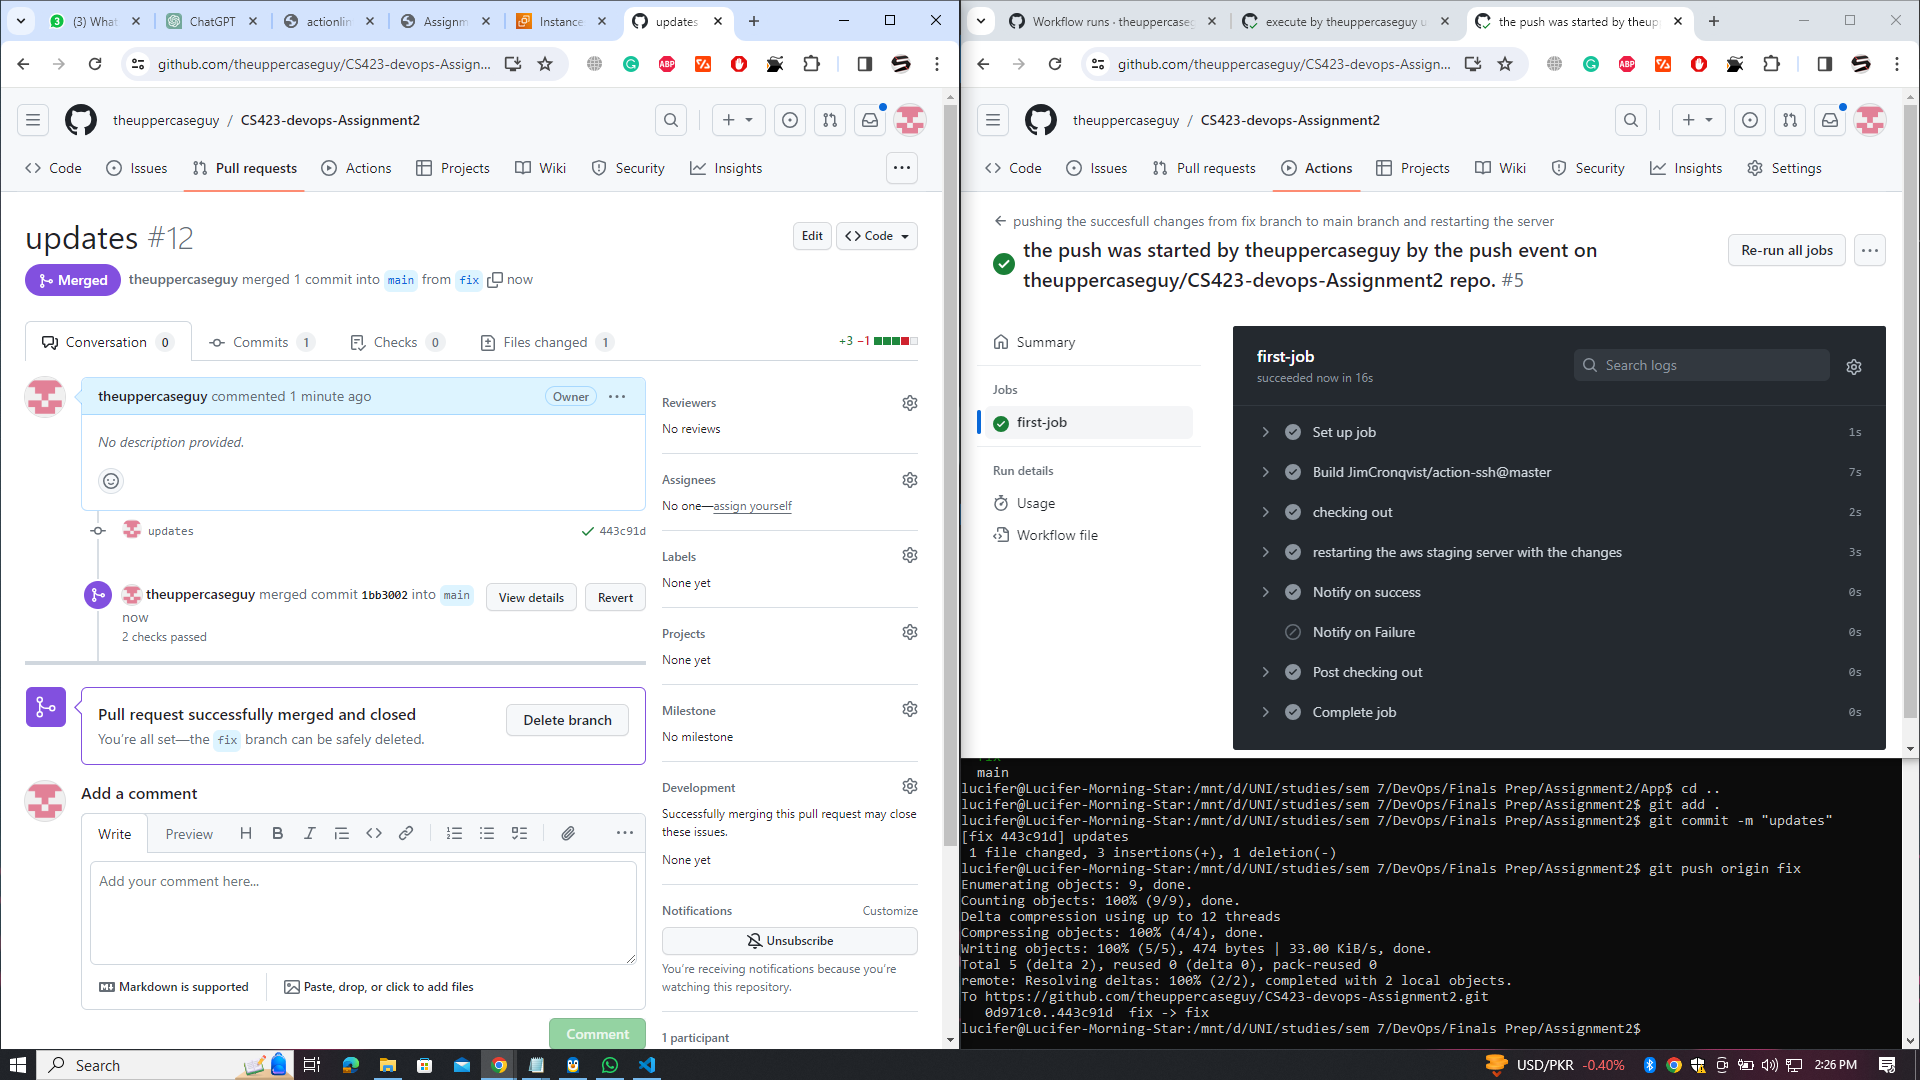 (3) What
ChatGPT
actionlin
Assignm
Instance
updates
github.com/theuppercaseguy/CS423-devops-Assign...
theuppercaseguy / CS423-devops-Assignment2
Code
Issues
Pull requests
Actions
Projects
Wiki
Security
Insights
updates #12
Edit
Code
Merged
theuppercaseguy merged 1 commit into main from fix now
Conversation 0
Commits 1
Checks 0
Files changed 1
+3 −1
theuppercaseguy commented 1 minute ago
Owner
No description provided.
updates
443c91d
theuppercaseguy merged commit 1bb3002 into main
now
2 checks passed
View details
Revert
Pull request successfully merged and closed
You're all set—the fix branch can be safely deleted.
Delete branch
Add a comment
Write
Preview
Add your comment here...
Markdown is supported
Paste, drop, or click to add files
Comment
Reviewers
No reviews
Assignees
No one—assign yourself
Labels
None yet
Projects
None yet
Milestone
No milestone
Development
Successfully merging this pull request may close
these issues.
None yet
Notifications
Customize
Unsubscribe
You're receiving notifications because you're
watching this repository.
1 participant
Workflow runs · theuppercaseg
execute by theuppercaseguy u
the push was started by theup
github.com/theuppercaseguy/CS423-devops-Assign...
theuppercaseguy / CS423-devops-Assignment2
Code
Issues
Pull requests
Actions
Projects
Wiki
Security
Insights
Settings
pushing the succesfull changes from fix branch to main branch and restarting the server
the push was started by theuppercaseguy by the push event on
theuppercaseguy/CS423-devops-Assignment2 repo. #5
Re-run all jobs
Summary
Jobs
first-job
Run details
Usage
Workflow file
first-job
succeeded now in 16s
Search logs
Set up job 1s
Build JimCronqvist/action-ssh@master 7s
checking out 2s
restarting the aws staging server with the changes 3s
Notify on success 0s
Notify on Failure 0s
Post checking out 0s
Complete job 0s
fix
main
lucifer@Lucifer-Morning-Star:/mnt/d/UNI/studies/sem 7/DevOps/Finals Prep/Assignment2/App$ cd ..
lucifer@Lucifer-Morning-Star:/mnt/d/UNI/studies/sem 7/DevOps/Finals Prep/Assignment2$ git add .
lucifer@Lucifer-Morning-Star:/mnt/d/UNI/studies/sem 7/DevOps/Finals Prep/Assignment2$ git commit -m "updates"
[fix 443c91d] updates
1 file changed, 3 insertions(+), 1 deletion(-)
lucifer@Lucifer-Morning-Star:/mnt/d/UNI/studies/sem 7/DevOps/Finals Prep/Assignment2$ git push origin fix
Enumerating objects: 9, done.
Counting objects: 100% (9/9), done.
Delta compression using up to 12 threads
Compressing objects: 100% (4/4), done.
Writing objects: 100% (5/5), 474 bytes | 33.00 KiB/s, done.
Total 5 (delta 2), reused 0 (delta 0), pack-reused 0
remote: Resolving deltas: 100% (2/2), completed with 2 local objects.
To https://github.com/theuppercaseguy/CS423-devops-Assignment2.git
0d971c0..443c91d  fix -> fix
lucifer@Lucifer-Morning-Star:/mnt/d/UNI/studies/sem 7/DevOps/Finals Prep/Assignment2$
Search
USD/PKR -0.40%
2:26 PM